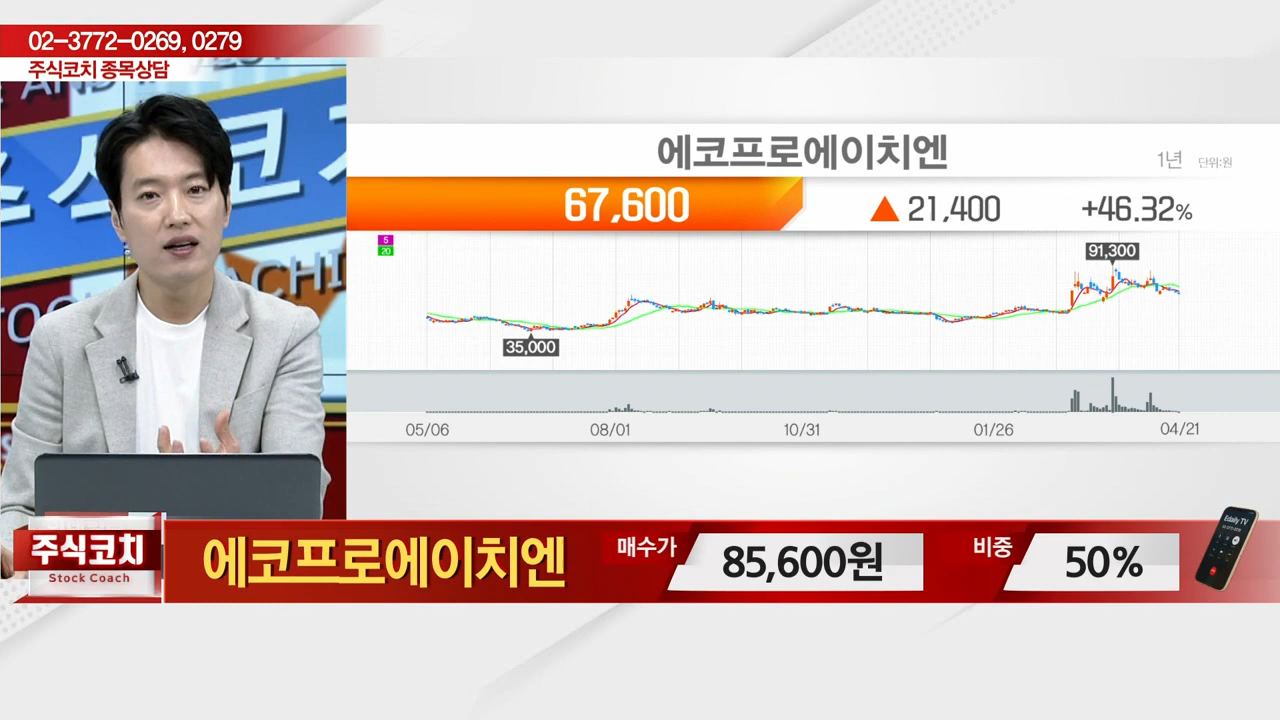 02-3772-0269, 0279
주식코치 종목상담
에코프로에이치엔
1년 단위:원
67,600 ▲ 21,400 +46.32%
5
20
91,300
35,000
05/06 08/01 10/31 01/26 04/21
주식코치
Stock Coach
에코프로에이치엔 매수가 85,600원 비중 50%
Edaily TV